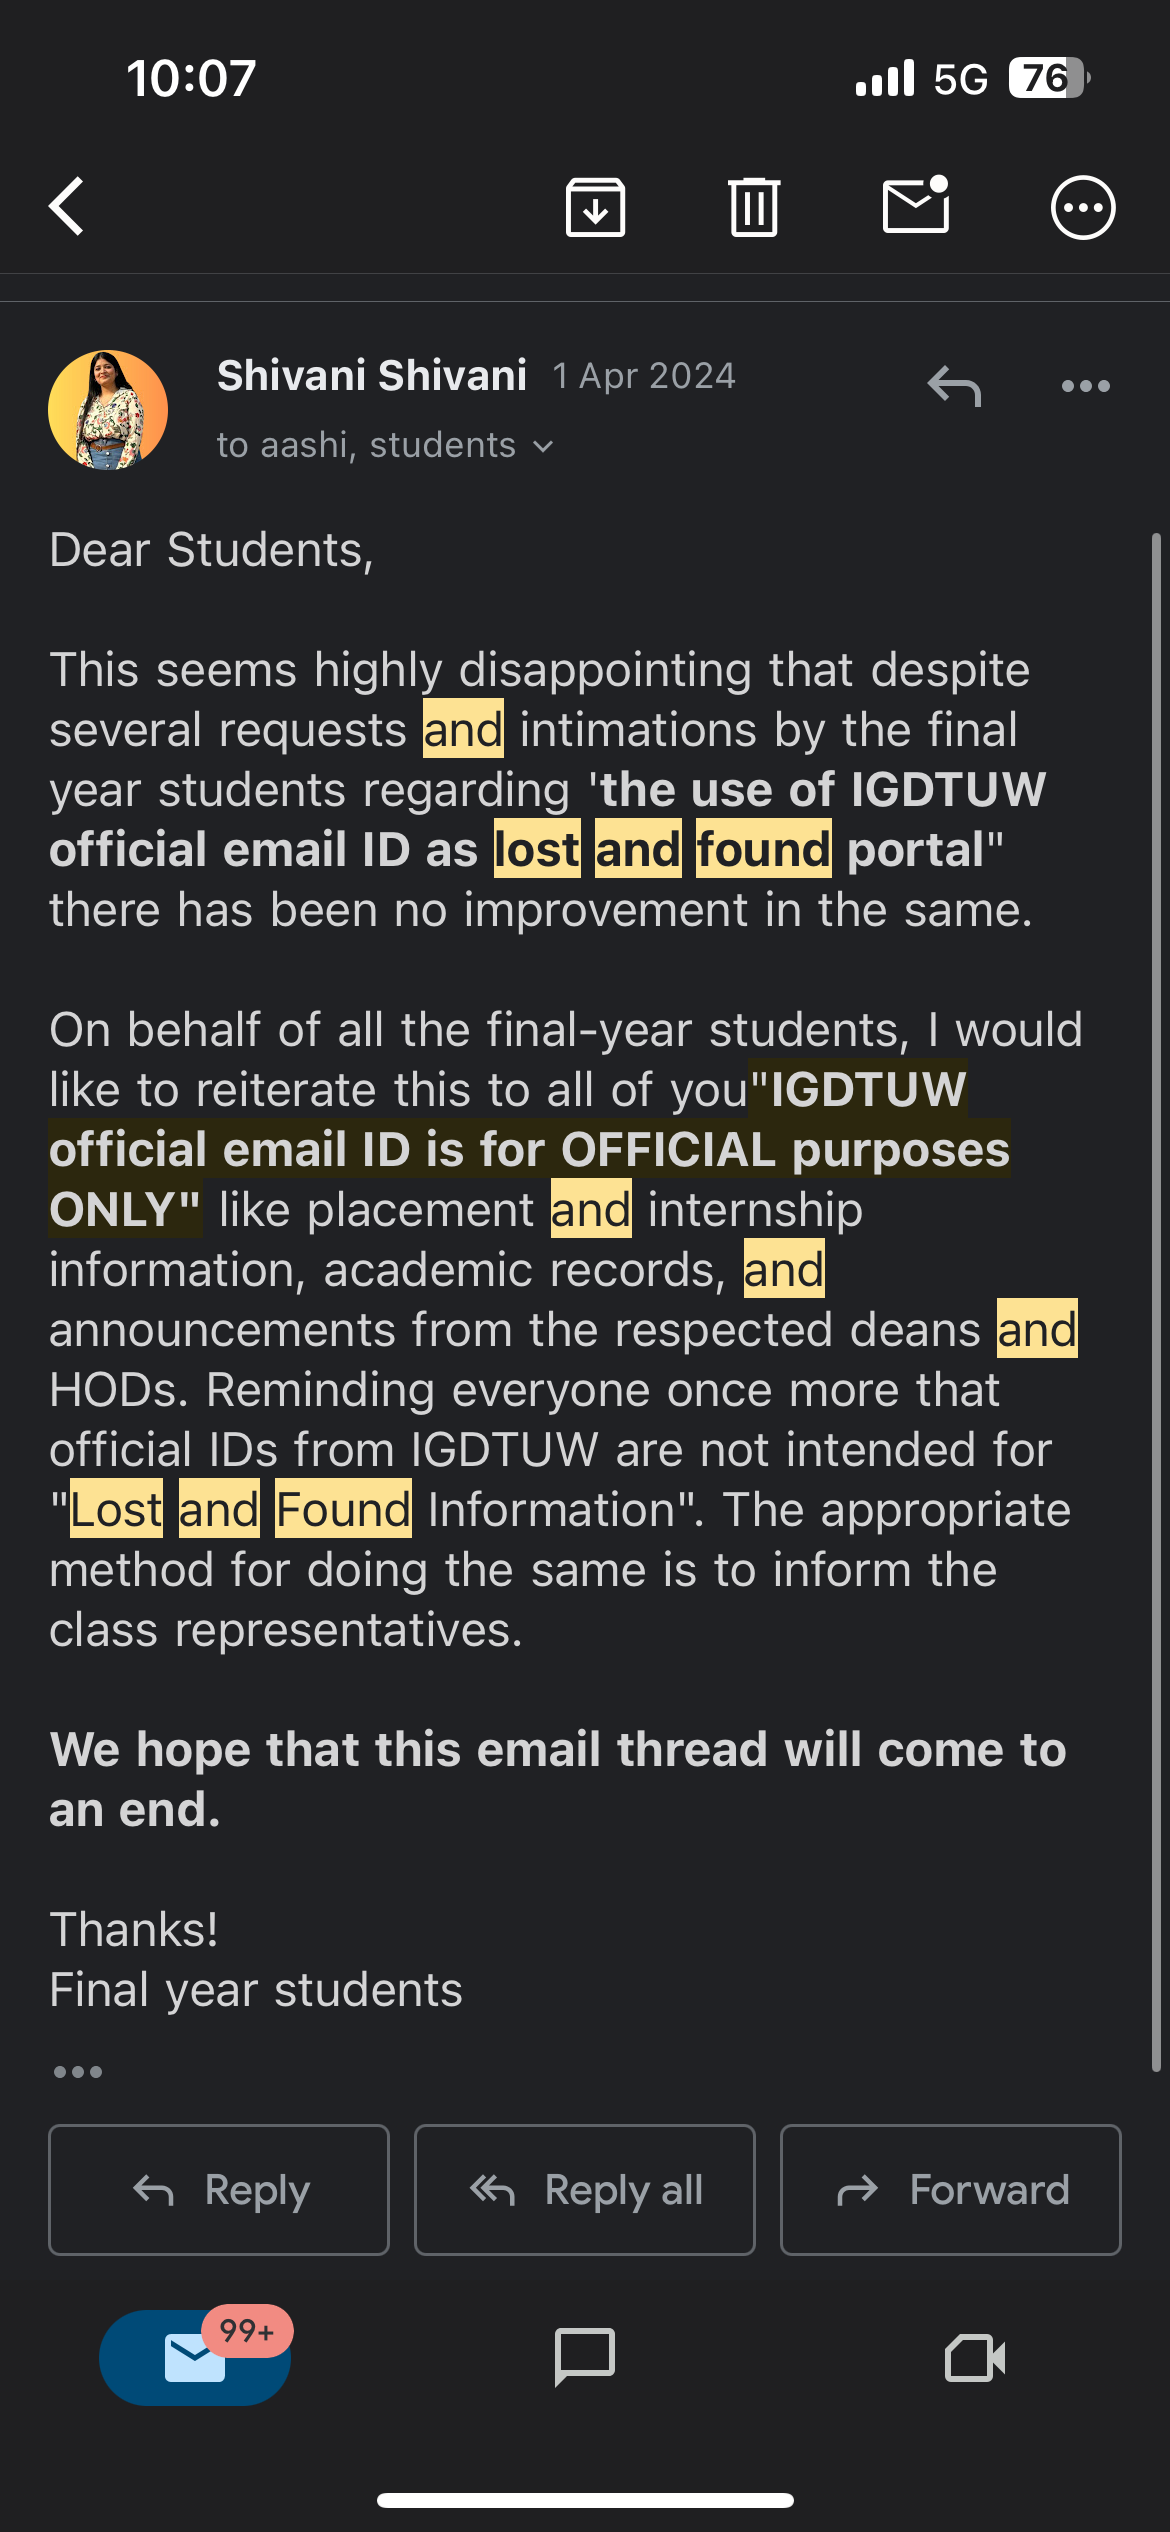 10:07
5G
76
Shivani Shivani 1 Apr 2024
to aashi, students
Dear Students,
This seems highly disappointing that despite
several requests and intimations by the final
year students regarding 'the use of IGDTUW
official email ID as lost and found portal"
there has been no improvement in the same.
On behalf of all the final-year students, I would
like to reiterate this to all of you"IGDTUW
official email ID is for OFFICIAL purposes
ONLY" like placement and internship
information, academic records, and
announcements from the respected deans and
HODs. Reminding everyone once more that
official IDs from IGDTUW are not intended for
"Lost and Found Information". The appropriate
method for doing the same is to inform the
class representatives.
We hope that this email thread will come to
an end.
Thanks!
Final year students
Reply
Reply all
Forward
99+